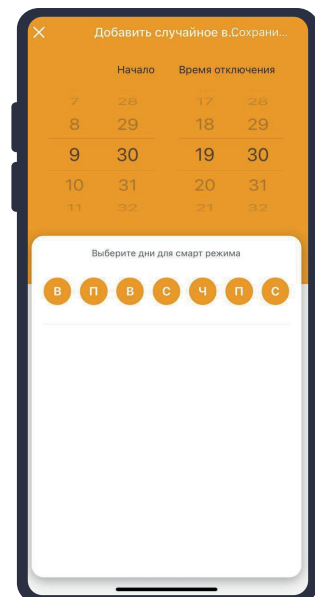 Добавить случайное в.Сохрани...
Начало Время отключения
7 28 17 28
8 29 18 29
9 30 19 30
10 31 20 31
11 32 21 32
Выберите дни для смарт режима
В П В С Ч П С